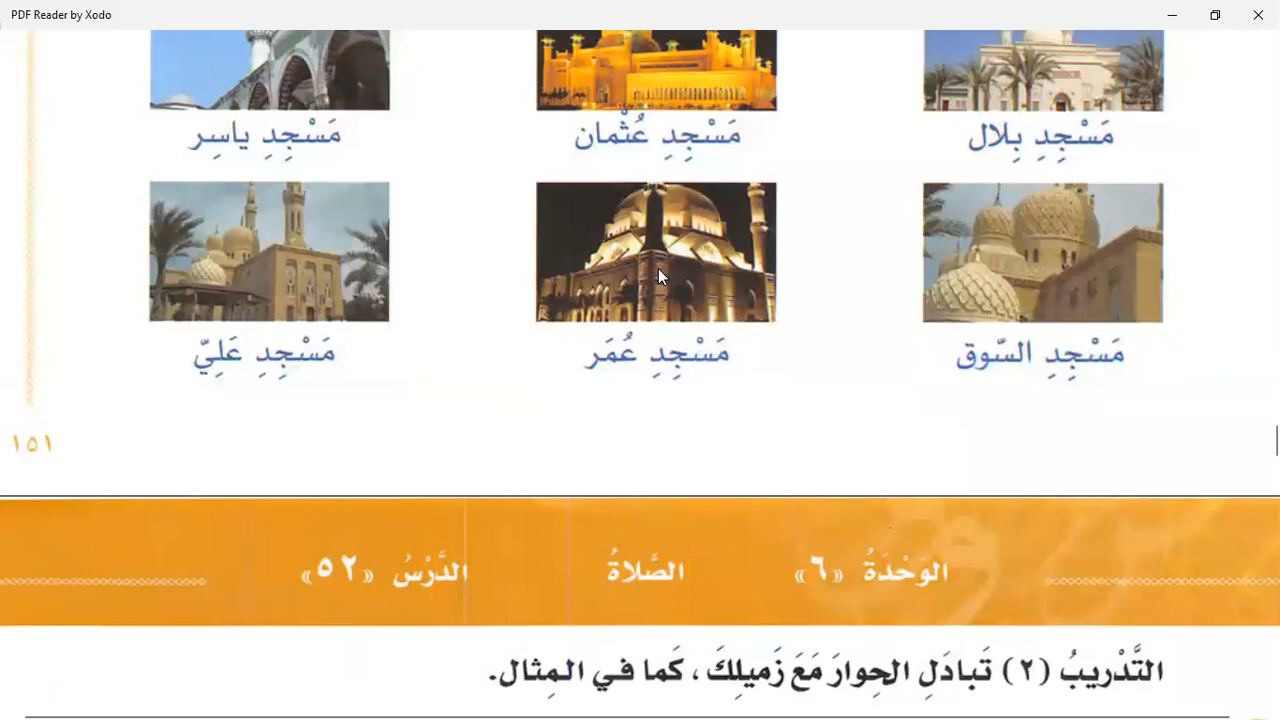 PDF Reader by Xodo
مَسْجِدِ بِلال مَسْجِدِ عُثْمان مَسْجِدِ ياسِر
مَسْجِدِ السّوق مَسْجِدِ عُمَر مَسْجِدِ عَلِيّ
١٥١
الوَحْدَةُ «٦» الصَّلاةُ الدَّرْسُ «٥٢»
التَّدْريبُ (٢) تَبادَلِ الحِوارَ مَعَ زَميلِكَ، كَما في المِثال.